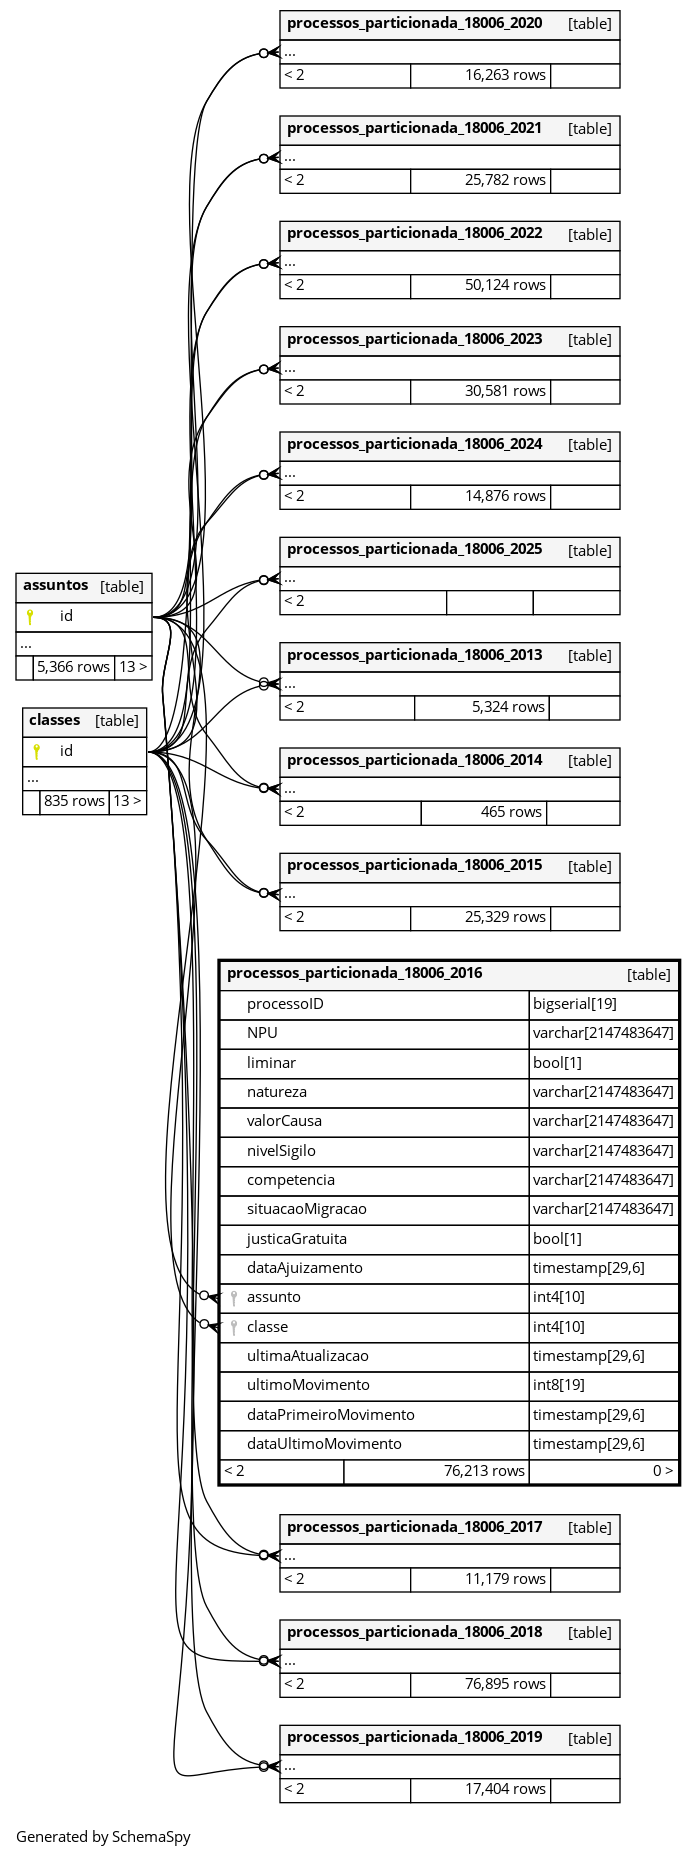 processos_particionada_18006_2020 [table]
...
< 2 16,263 rows
processos_particionada_18006_2021 [table]
...
< 2 25,782 rows
processos_particionada_18006_2022 [table]
...
< 2 50,124 rows
processos_particionada_18006_2023 [table]
...
< 2 30,581 rows
processos_particionada_18006_2024 [table]
...
< 2 14,876 rows
processos_particionada_18006_2025 [table]
...
< 2
assuntos [table]
id
...
5,366 rows 13 >
processos_particionada_18006_2013 [table]
...
< 2 5,324 rows
classes [table]
id
...
835 rows 13 >
processos_particionada_18006_2014 [table]
...
< 2 465 rows
processos_particionada_18006_2015 [table]
...
< 2 25,329 rows
processos_particionada_18006_2016 [table]
processoID bigserial[19]
NPU varchar[2147483647]
liminar bool[1]
natureza varchar[2147483647]
valorCausa varchar[2147483647]
nivelSigilo varchar[2147483647]
competencia varchar[2147483647]
situacaoMigracao varchar[2147483647]
justicaGratuita bool[1]
dataAjuizamento timestamp[29,6]
assunto int4[10]
classe int4[10]
ultimaAtualizacao timestamp[29,6]
ultimoMovimento int8[19]
dataPrimeiroMovimento timestamp[29,6]
dataUltimoMovimento timestamp[29,6]
< 2 76,213 rows 0 >
processos_particionada_18006_2017 [table]
...
< 2 11,179 rows
processos_particionada_18006_2018 [table]
...
< 2 76,895 rows
processos_particionada_18006_2019 [table]
...
< 2 17,404 rows
Generated by SchemaSpy